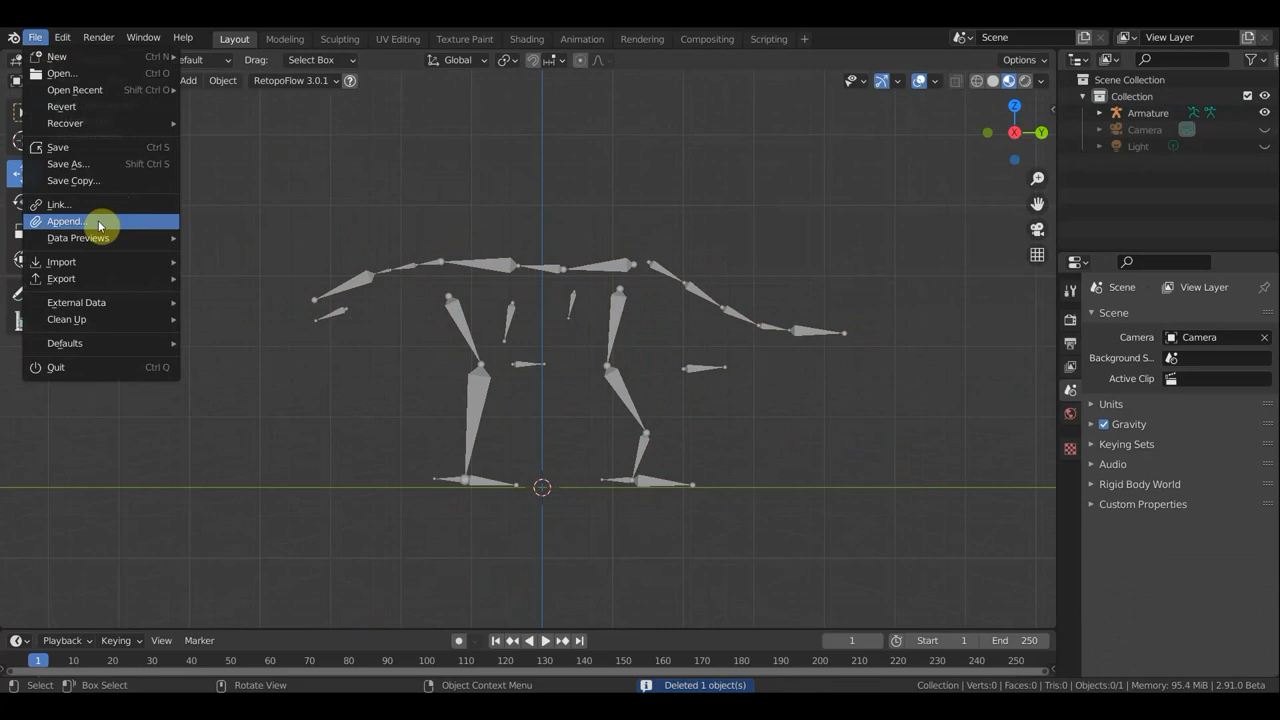 File Edit Render Window Help Layout Modeling Sculpting UV Editing Texture Paint Shading Animation Rendering Compositing Scripting + Scene View Layer
New Ctrl N
Open... Ctrl O
Open Recent Shift Ctrl O
Revert
Recover
Save Ctrl S
Save As... Shift Ctrl S
Save Copy...
Link...
Append...
Data Previews
Import
Export
External Data
Clean Up
Defaults
Quit Ctrl Q
Drag: Select Box Global Options
Add Object RetopoFlow 3.0.1
Z
X
Y
Scene Collection
Collection
Armature
Camera
Light
Scene View Layer
Scene
Camera Camera
Background S...
Active Clip
Units
Gravity
Keying Sets
Audio
Rigid Body World
Custom Properties
Playback Keying View Marker 1 Start 1 End 250
1 10 20 30 40 50 60 70 80 90 100 110 120 130 140 150 160 170 180 190 200 210 220 230 240 250
Select Box Select Rotate View Object Context Menu Deleted 1 object(s) Collection | Verts:0 | Faces:0 | Tris:0 | Objects:0/1 | Memory: 95.4 MiB | 2.91.0 Beta